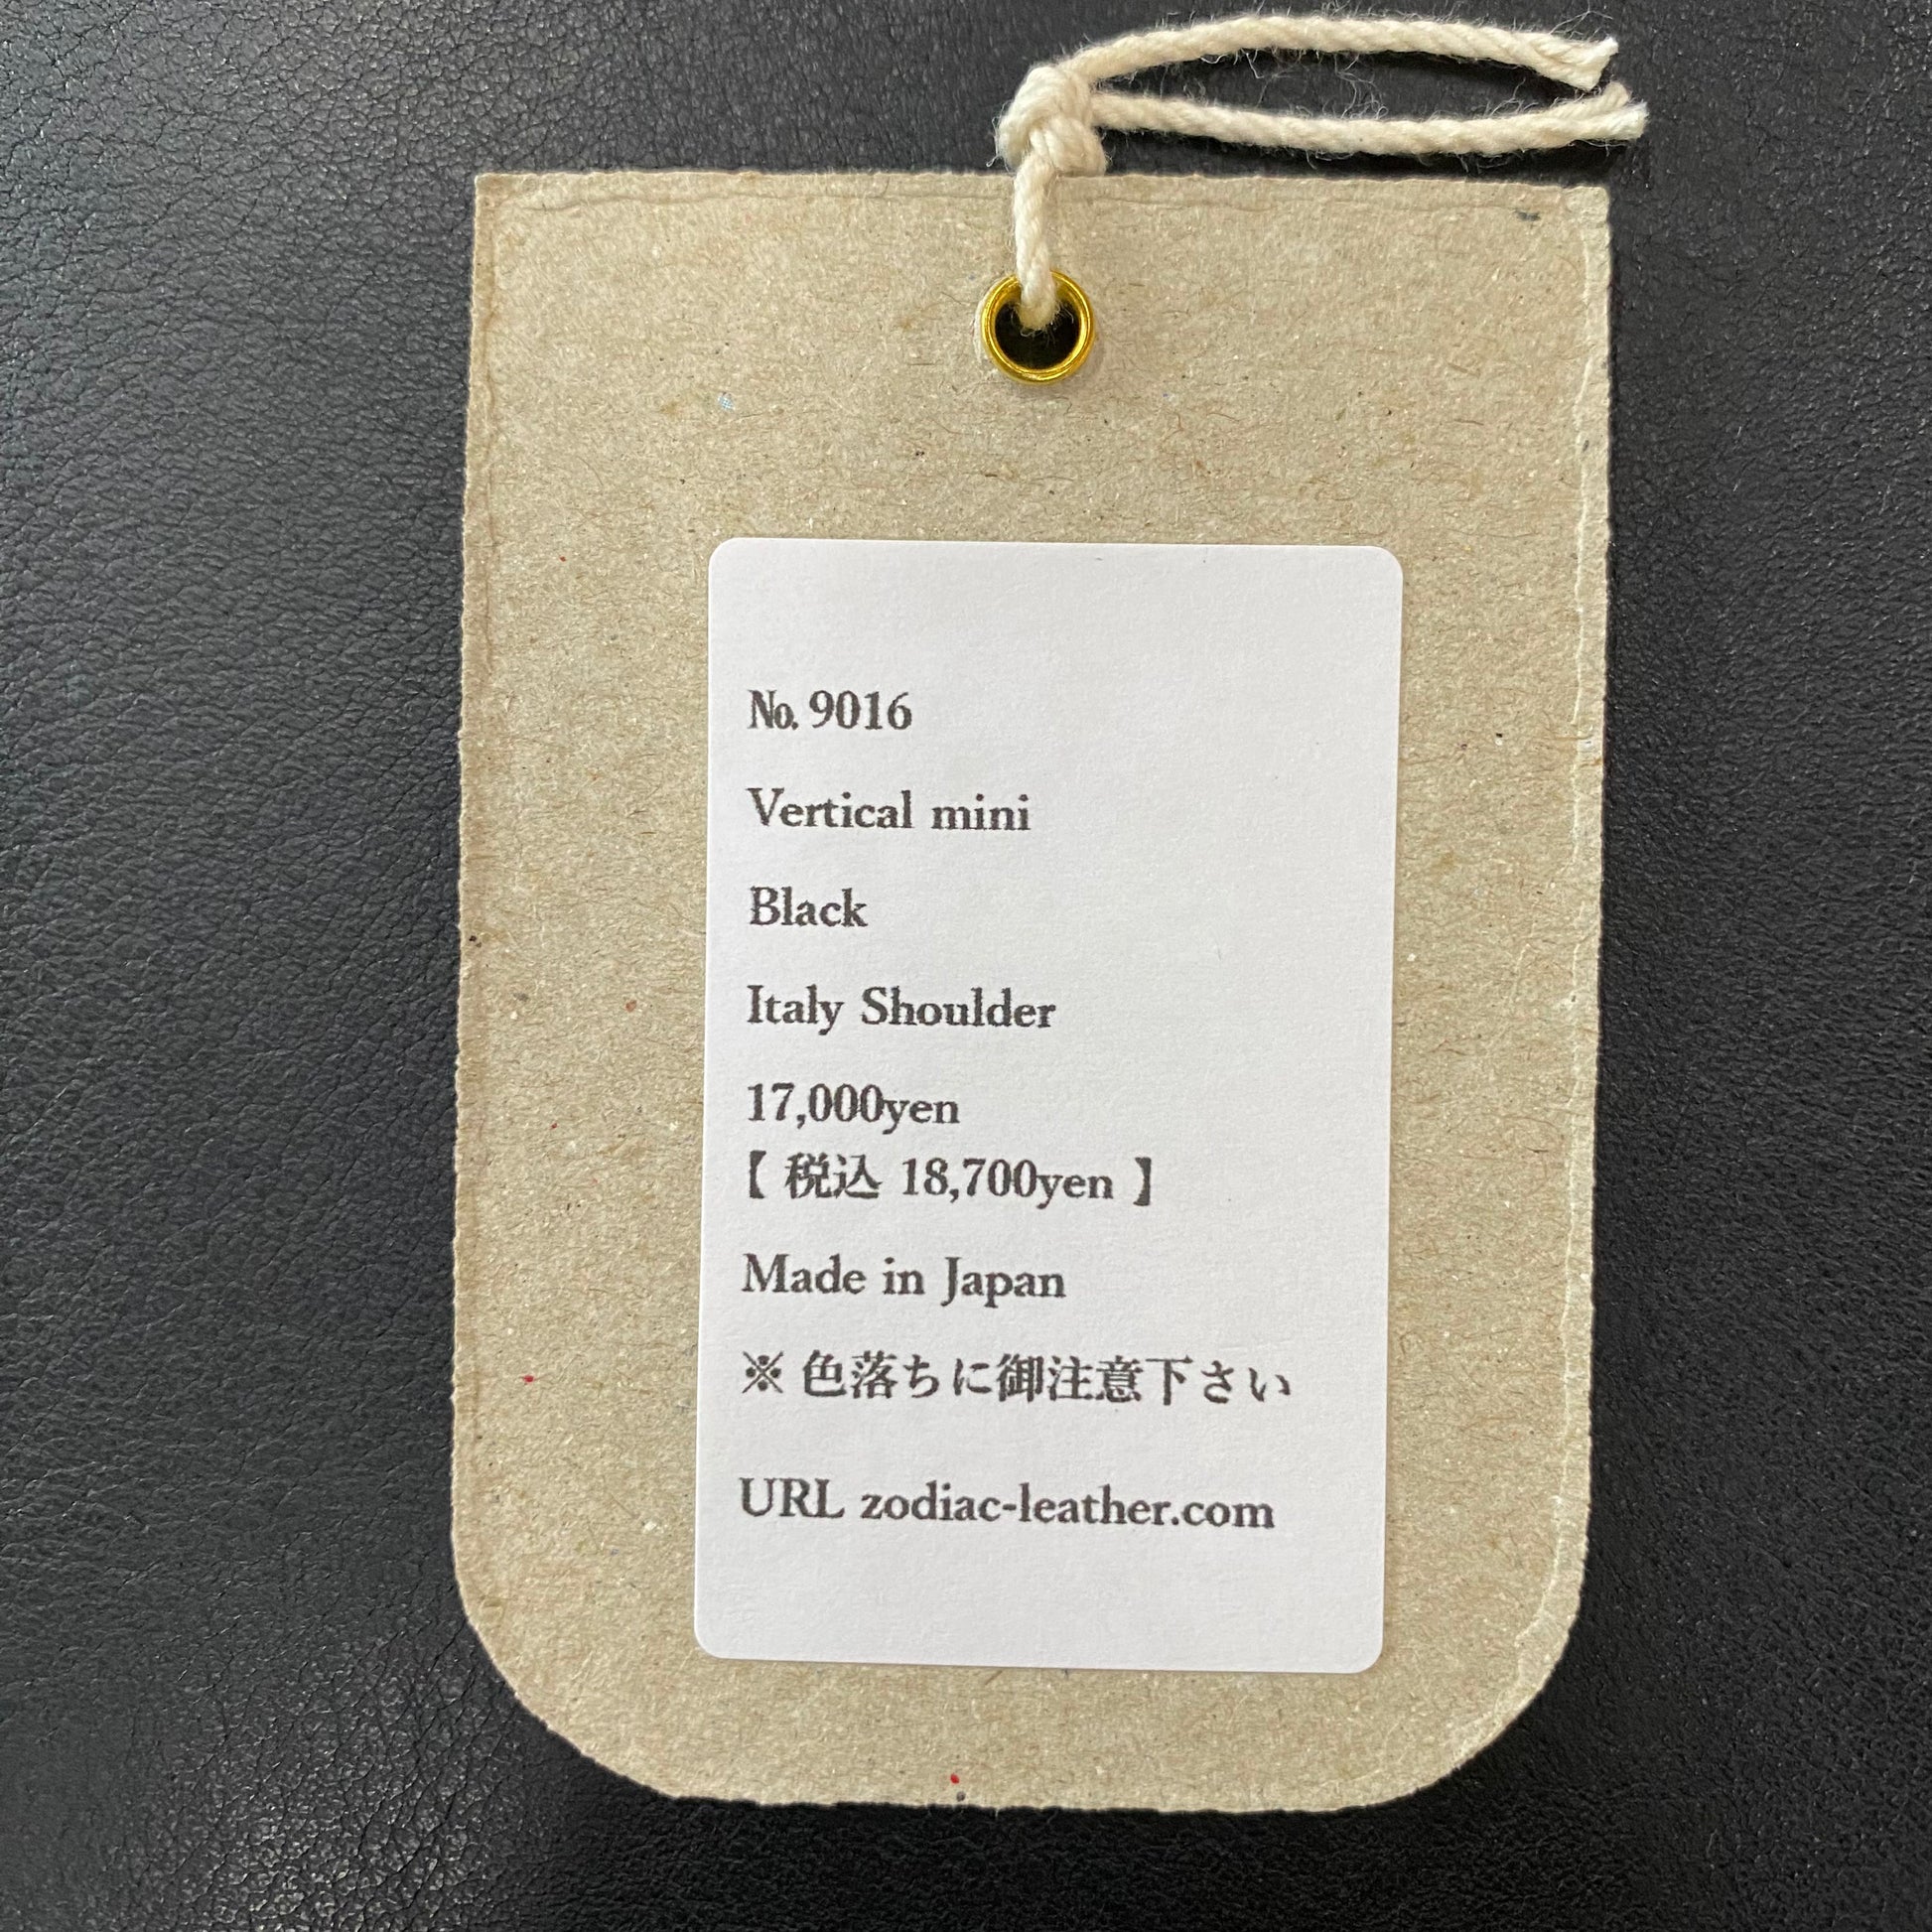 № 9016
Vertical mini
Black
Italy Shoulder
17,000yen
【 税込 18,700yen 】
Made in Japan
※ 色落ちに御注意下さい
URL zodiac-leather.com